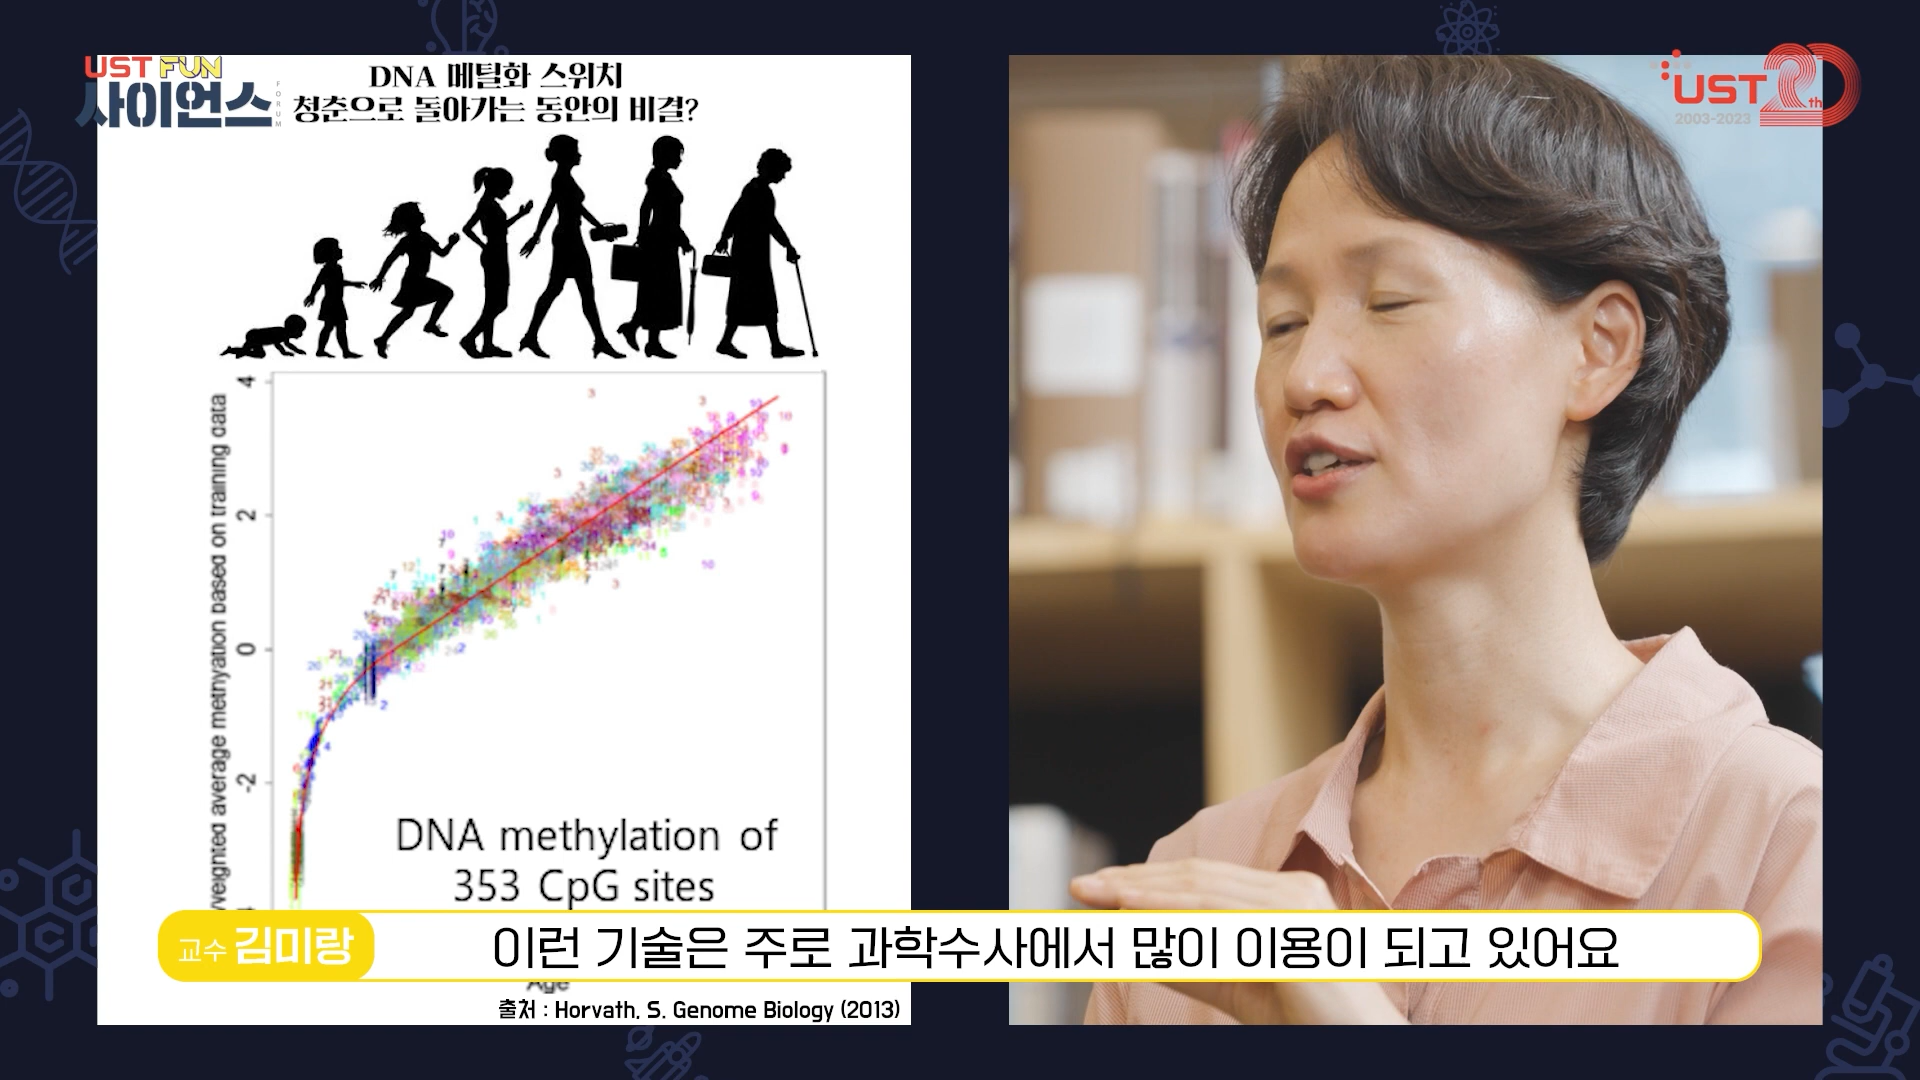 UST FUN
사이언스
FORUM
DNA 메틸화 스위치
청춘으로 돌아가는 동안의 비결?
UST 20th
2003-2023
weighted average methylation based on training data
4
2
0
-2
DNA methylation of
353 CpG sites
교수 김미랑
이런 기술은 주로 과학수사에서 많이 이용이 되고 있어요
Age
출처 : Horvath, S. Genome Biology (2013)